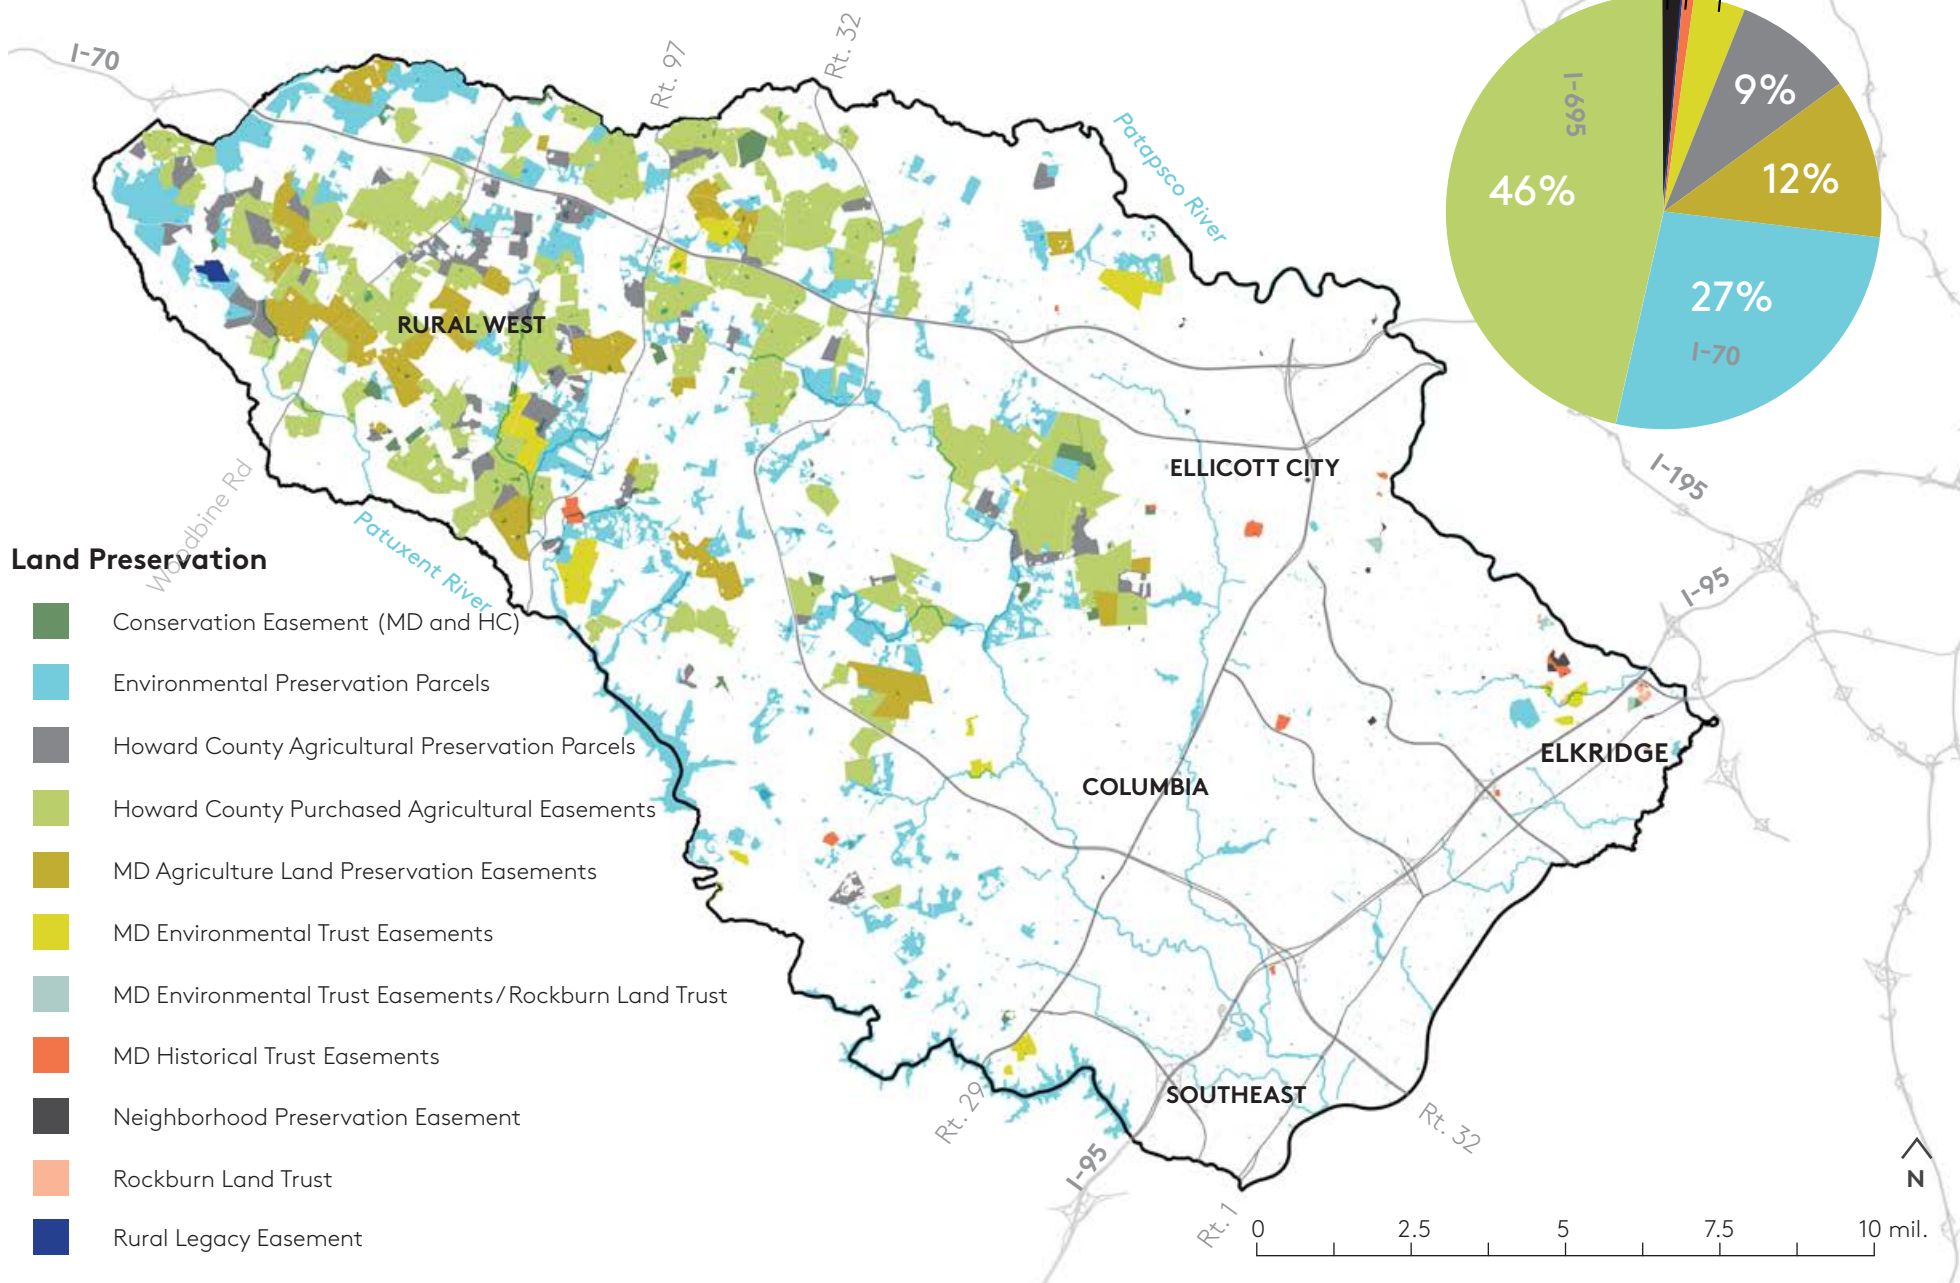 I-70
Rt. 97
Rt. 32
Patapsco River
I-695
9%
12%
46%
27%
I-70
RURAL WEST
ELLICOTT CITY
I-195
I-95
Woodbine Rd
Patuxent River
ELKRIDGE
COLUMBIA
SOUTHEAST
Rt. 29
I-95
Rt. 1
Rt. 32
Land Preservation
Conservation Easement (MD and HC)
Environmental Preservation Parcels
Howard County Agricultural Preservation Parcels
Howard County Purchased Agricultural Easements
MD Agriculture Land Preservation Easements
MD Environmental Trust Easements
MD Environmental Trust Easements/Rockburn Land Trust
MD Historical Trust Easements
Neighborhood Preservation Easement
Rockburn Land Trust
Rural Legacy Easement
N
0 2.5 5 7.5 10 mil.